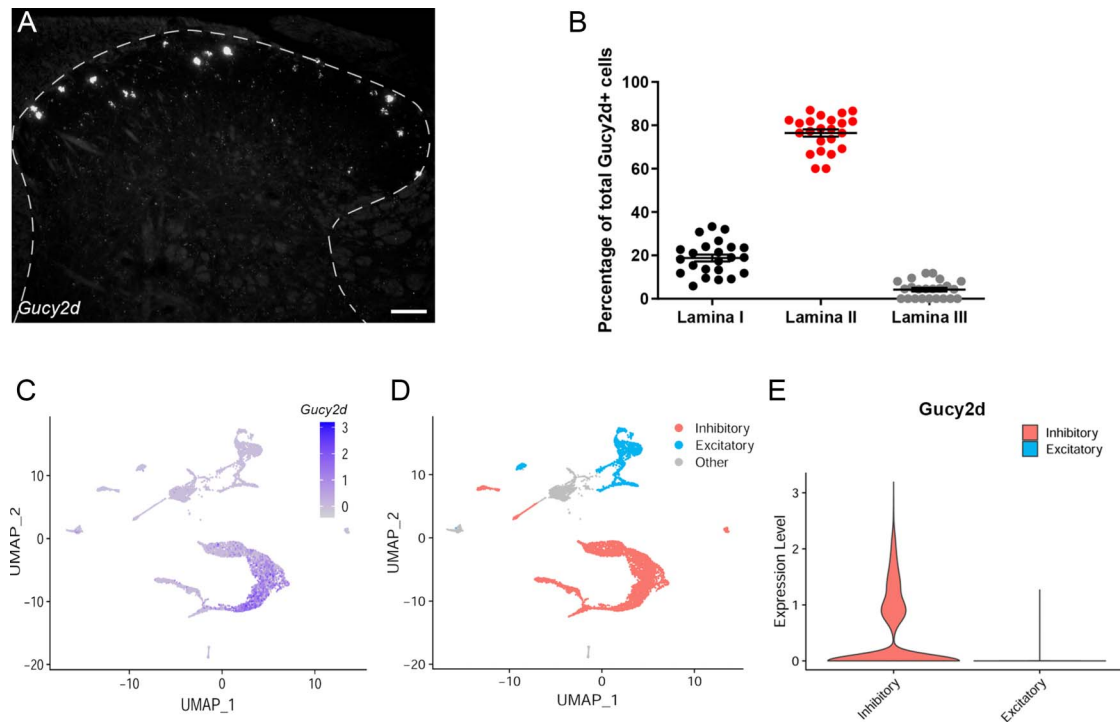 A
Gucy2d
B
Percentage of total Gucy2d+ cells
100
80
60
40
20
0
Lamina I
Lamina II
Lamina III
C
Gucy2d
3
2
1
0
UMAP_2
10
0
−10
−20
−10
0
10
UMAP_1
D
Inhibitory
Excitatory
Other
UMAP_2
10
0
−10
−20
−10
0
10
UMAP_1
E
Gucy2d
Inhibitory
Excitatory
Expression Level
3
2
1
0
Inhibitory
Excitatory